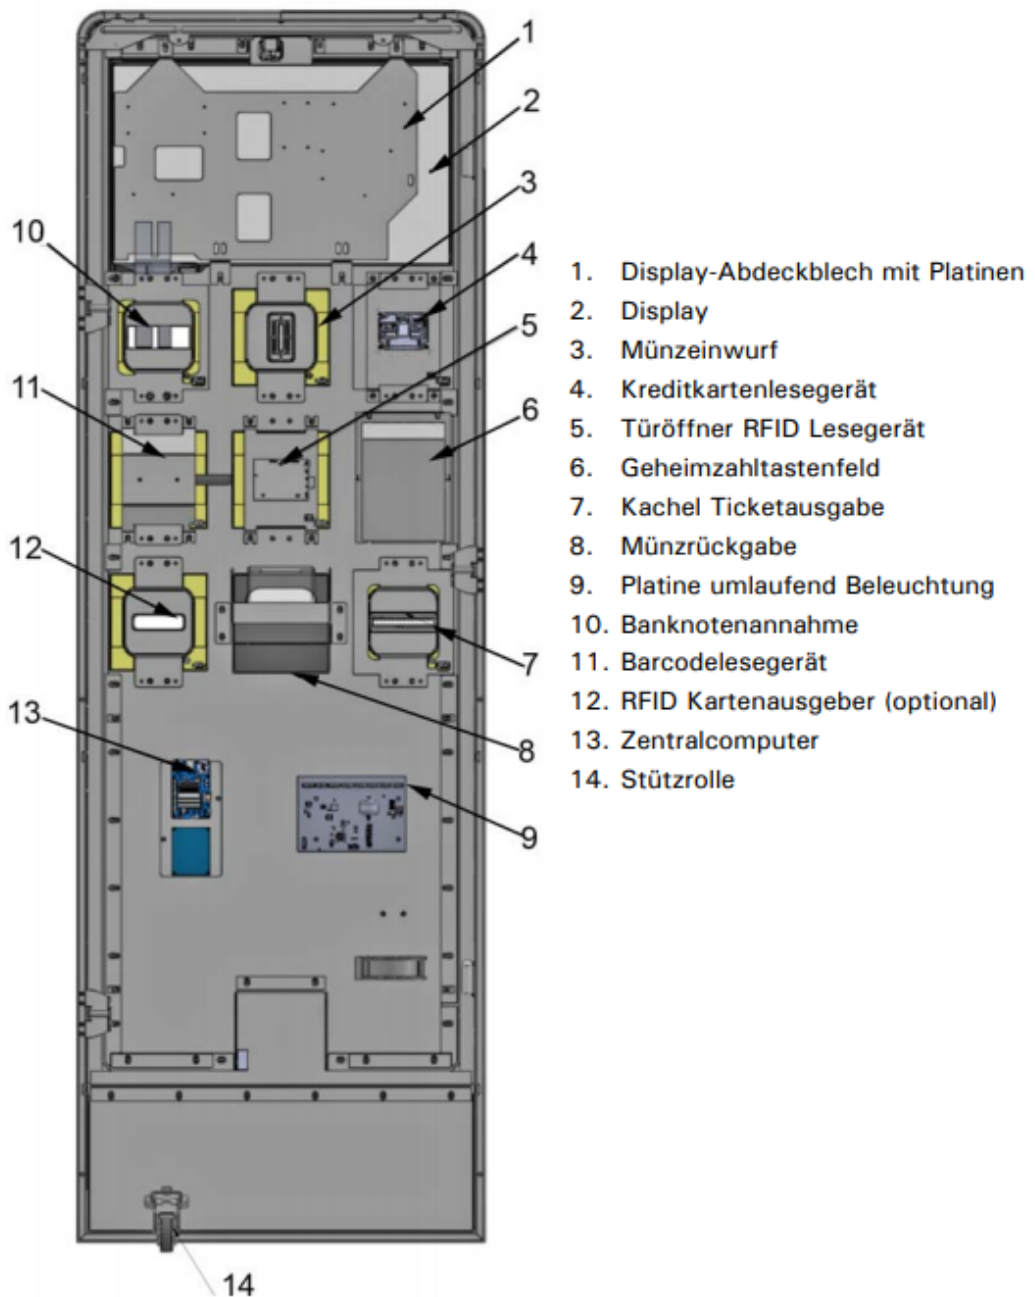 1
2
3
10
4
5
11
6
12
7
13
8
9
14
1. Display-Abdeckblech mit Platinen
2. Display
3. Münzeinwurf
4. Kreditkartenlesegerät
5. Türöffner RFID Lesegerät
6. Geheimzahltastenfeld
7. Kachel Ticketausgabe
8. Münzrückgabe
9. Platine umlaufend Beleuchtung
10. Banknotenannahme
11. Barcodelesegerät
12. RFID Kartenausgeber (optional)
13. Zentralcomputer
14. Stützrolle